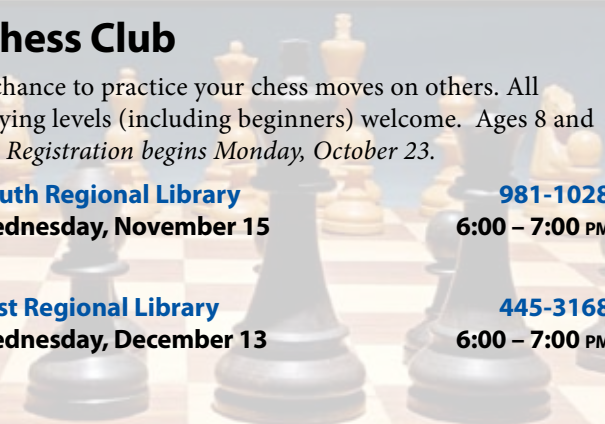 hess Club
chance to practice your chess moves on others. All
ying levels (including beginners) welcome. Ages 8 and
Registration begins Monday, October 23.
uth Regional Library 981-1028
ednesday, November 15 6:00 – 7:00 PM
st Regional Library 445-3168
ednesday, December 13 6:00 – 7:00 PM